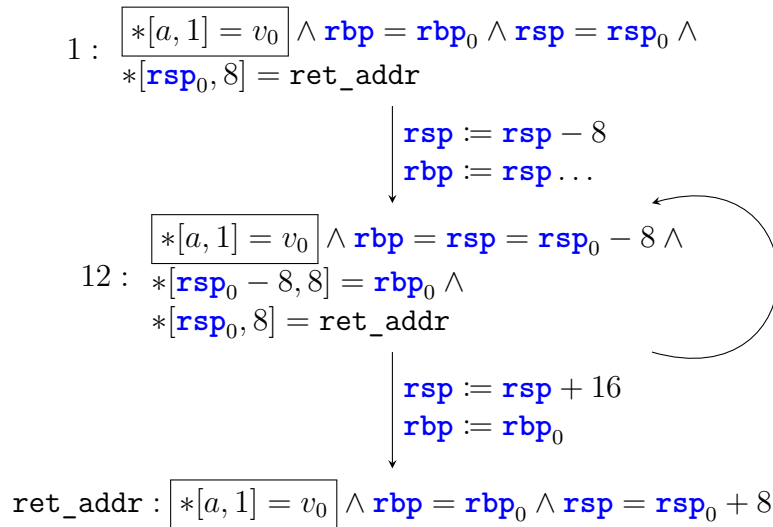 1 : *[a, 1] = v₀ ∧ rbp = rbp₀ ∧ rsp = rsp₀ ∧
*[rsp₀, 8] = ret_addr
rsp := rsp − 8
rbp := rsp …
*[a, 1] = v₀ ∧ rbp = rsp = rsp₀ − 8 ∧
12 : *[rsp₀ − 8, 8] = rbp₀ ∧
*[rsp₀, 8] = ret_addr
rsp := rsp + 16
rbp := rbp₀
ret_addr : *[a, 1] = v₀ ∧ rbp = rbp₀ ∧ rsp = rsp₀ + 8